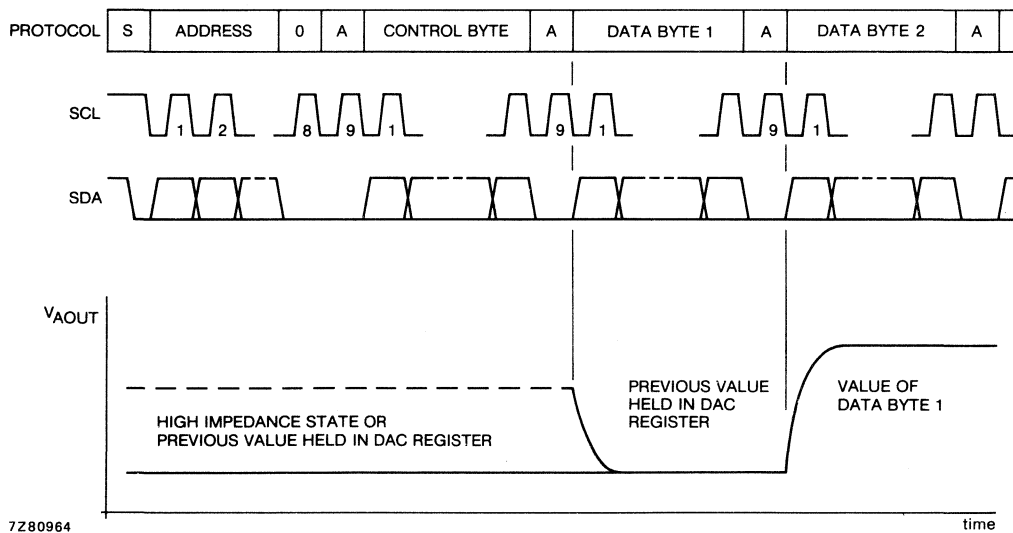 PROTOCOL S ADDRESS 0 A CONTROL BYTE A DATA BYTE 1 A DATA BYTE 2 A
SCL
1 2 8 9 1 9 1 9 1
SDA
VAOUT
HIGH IMPEDANCE STATE OR
PREVIOUS VALUE HELD IN DAC REGISTER
PREVIOUS VALUE
HELD IN DAC
REGISTER
VALUE OF
DATA BYTE 1
7Z80964
time